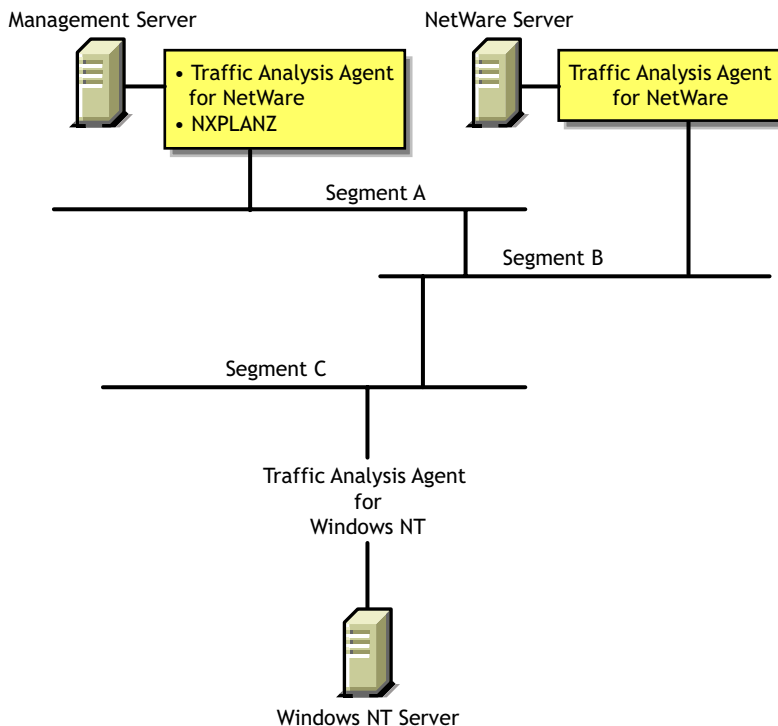 Management Server
NetWare Server
• Traffic Analysis Agent
for NetWare
• NXPLANZ
Traffic Analysis Agent
for NetWare
Segment A
Segment B
Segment C
Traffic Analysis Agent
for
Windows NT
Windows NT Server